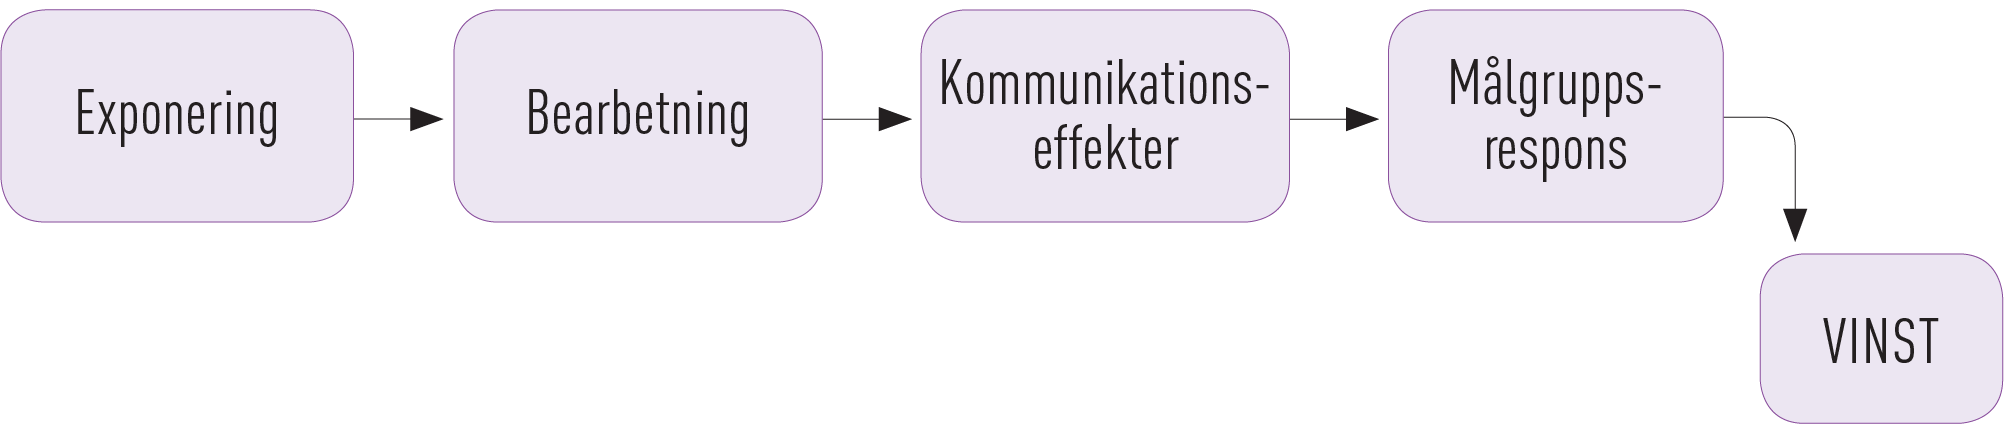 Exponering
Bearbetning
Kommunikations-
effekter
Målgrupps-
respons
VINST